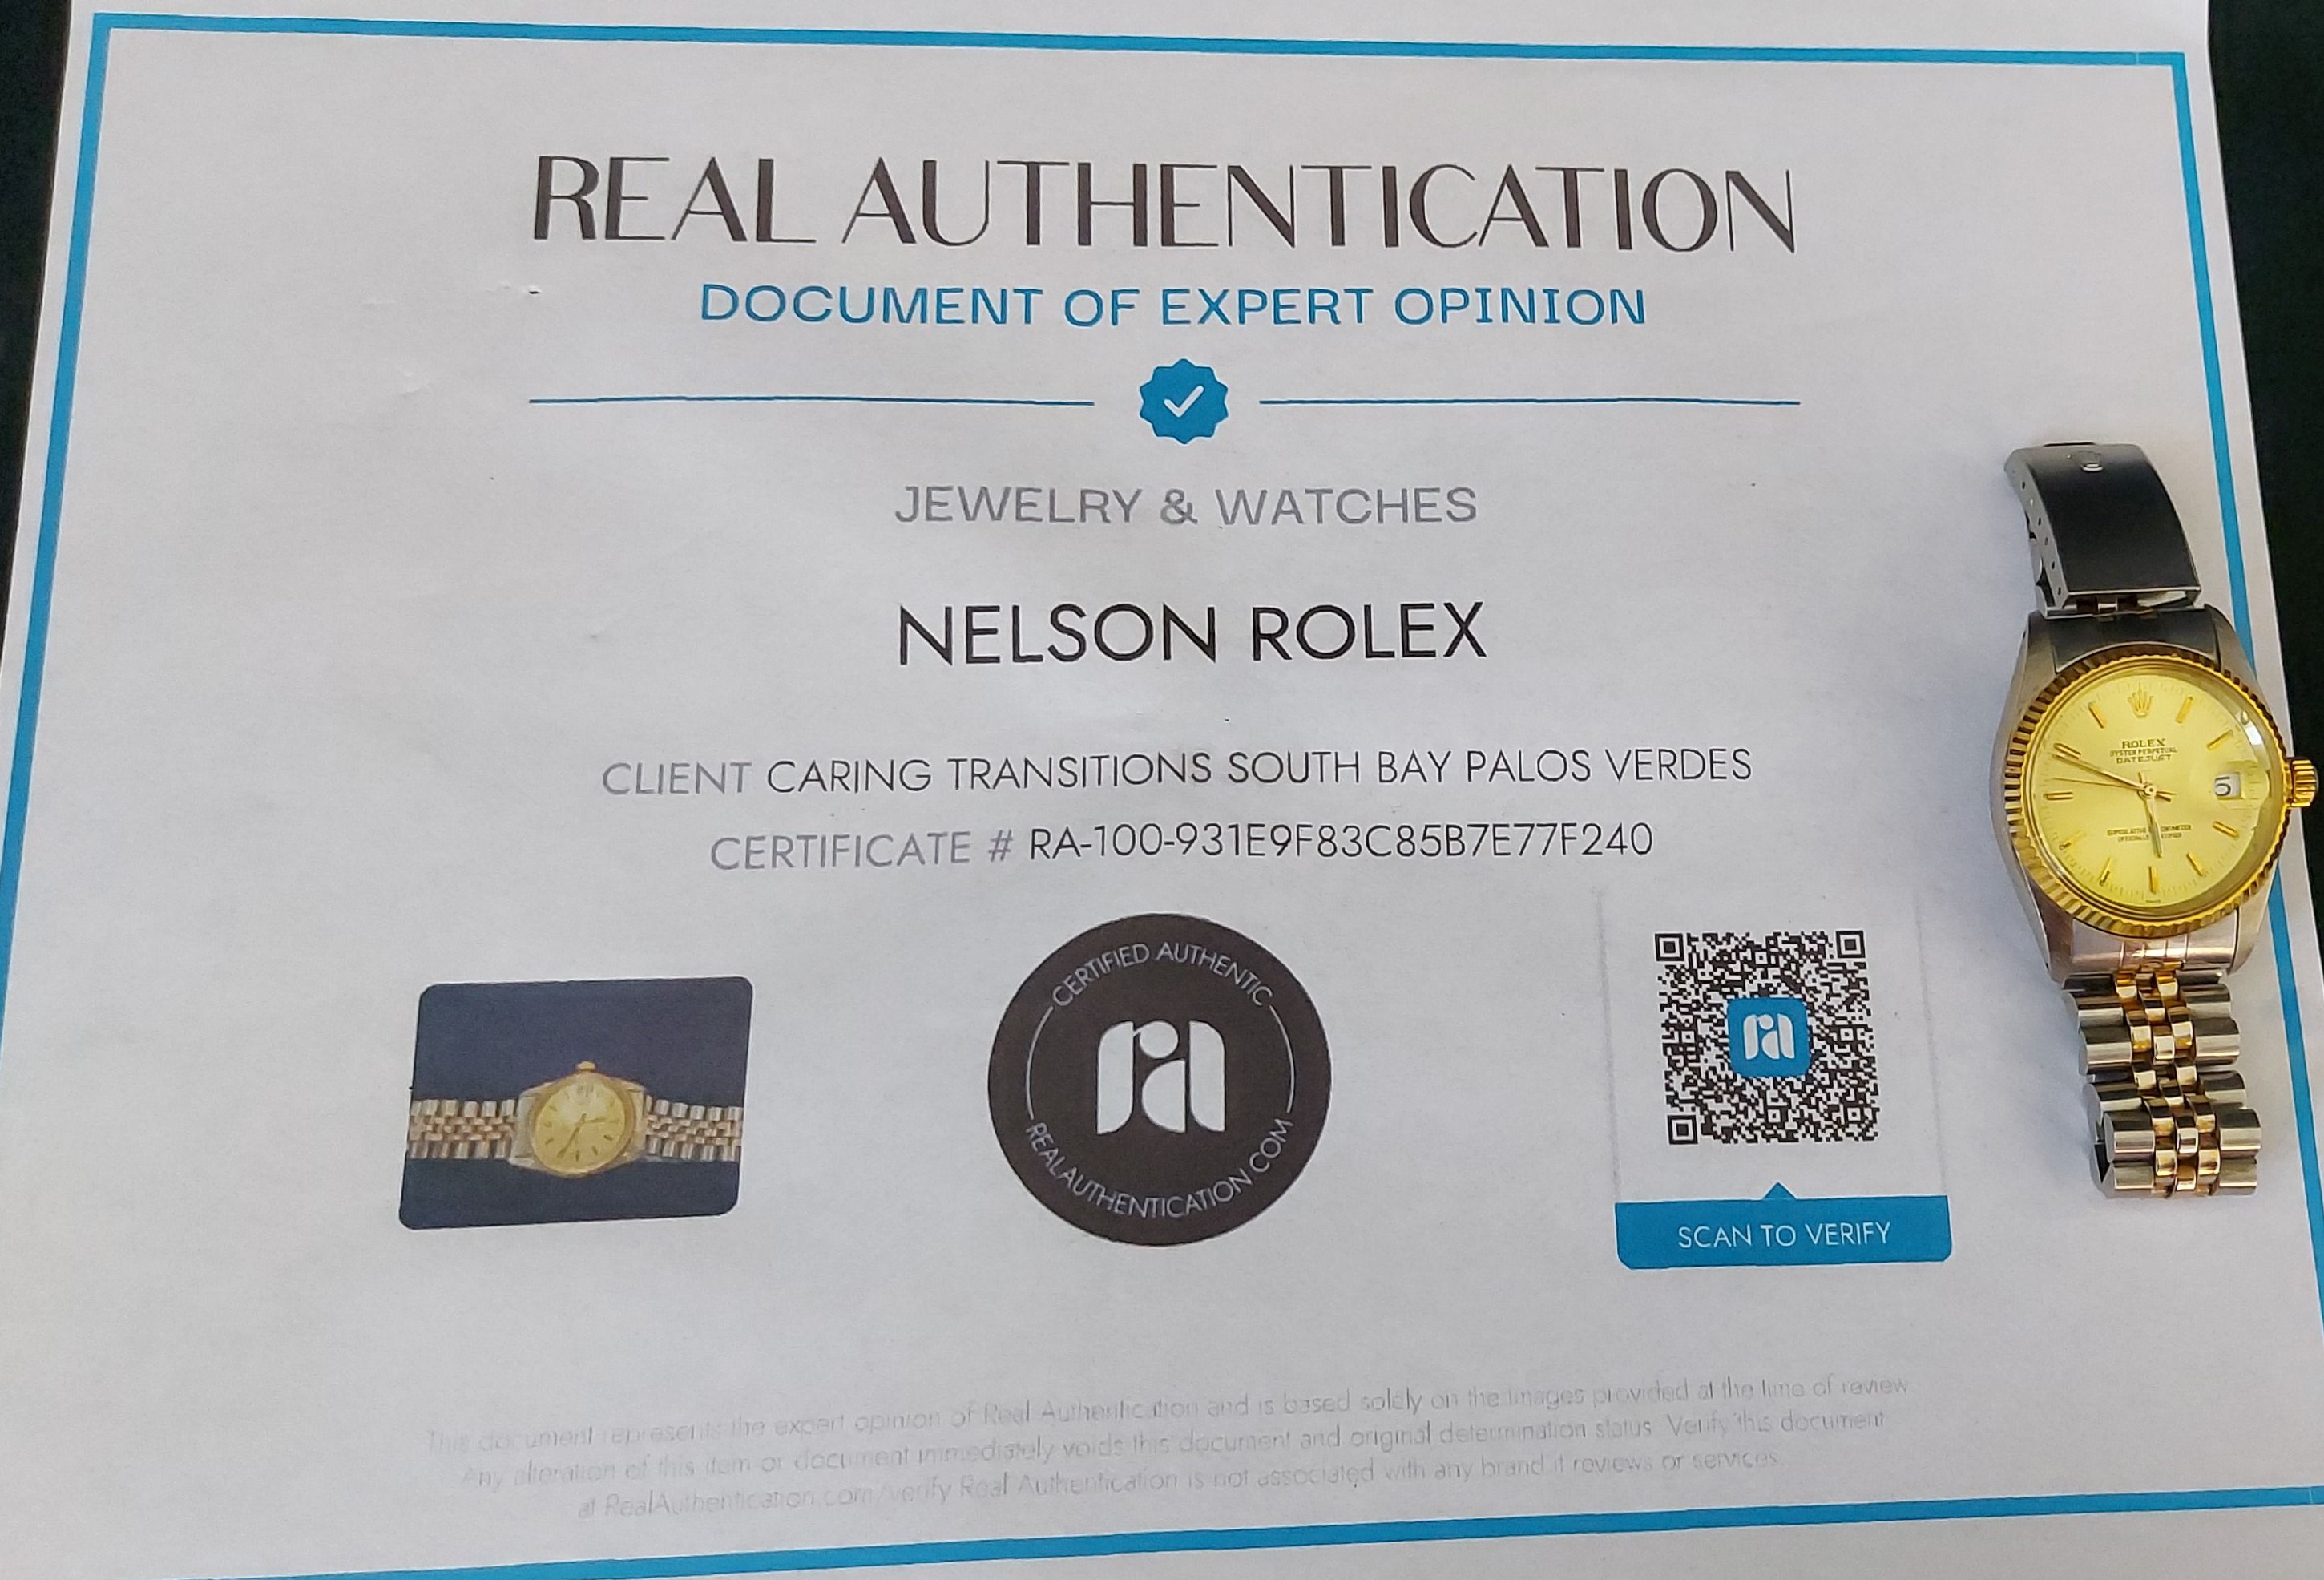 REAL AUTHENTICATION
DOCUMENT OF EXPERT OPINION
JEWELRY & WATCHES
NELSON ROLEX
CLIENT CARING TRANSITIONS SOUTH BAY PALOS VERDES
CERTIFICATE # RA-100-931E9F83C85B7E77F240
CERTIFIED AUTHENTIC
ra
REALAUTHENTICATION.COM
ra
SCAN TO VERIFY
ROLEX
OYSTER PERPETUAL
DATEJUST
This document represents the expert opinion of Real Authentication and is based solely on the images provided at the time of review
Any alteration of this item or document immediately voids this document and original determination status. Verify this document
at RealAuthentication.com/verify Real Authentication is not associated with any brand it reviews or services